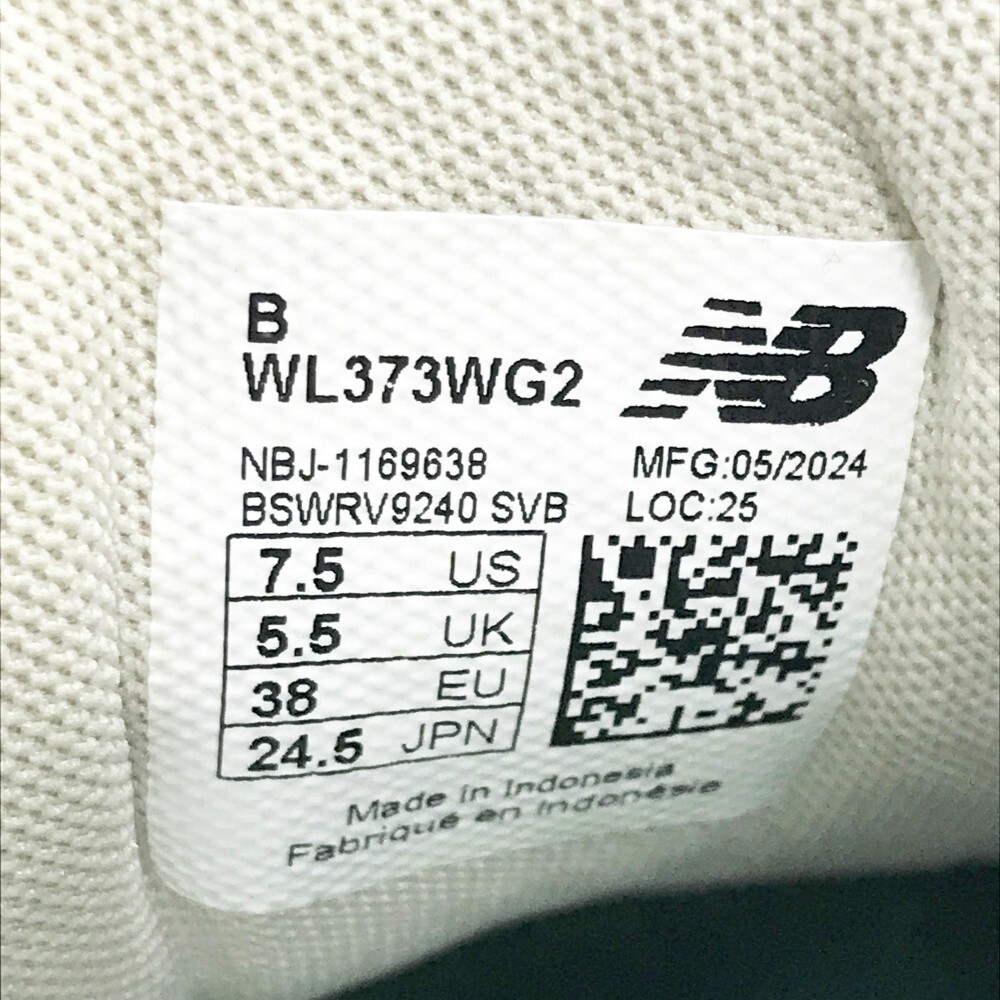 B
WL373WG2
NB
NBJ-1169638 MFG:05/2024
BSWRV9240 SVB LOC:25
7.5 US
5.5 UK
38 EU
24.5 JPN
Made in Indonesia
Fabriqué en Indonésie